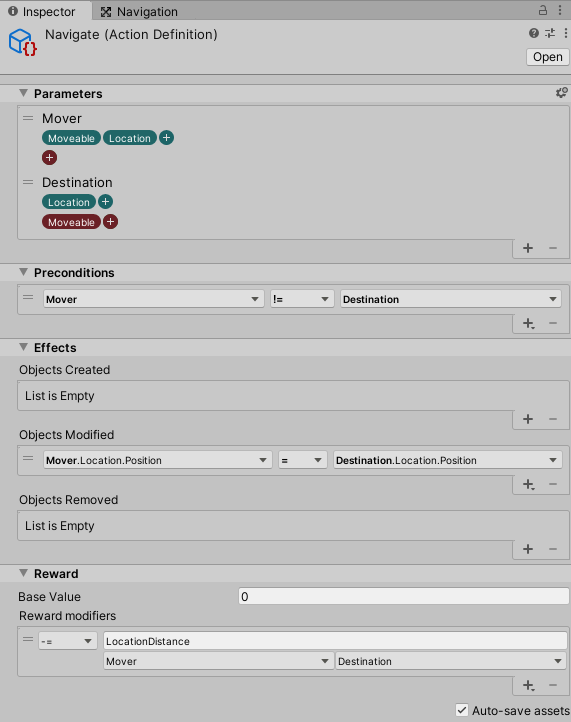 Inspector Navigation
Navigate (Action Definition)
Open
Parameters
Mover
Moveable Location +
+
Destination
Location +
Moveable +
+ −
Preconditions
Mover != Destination
+ −
Effects
Objects Created
List is Empty
+ −
Objects Modified
Mover.Location.Position = Destination.Location.Position
+ −
Objects Removed
List is Empty
+ −
Reward
Base Value 0
Reward modifiers
-= LocationDistance
Mover Destination
+ −
Auto-save assets